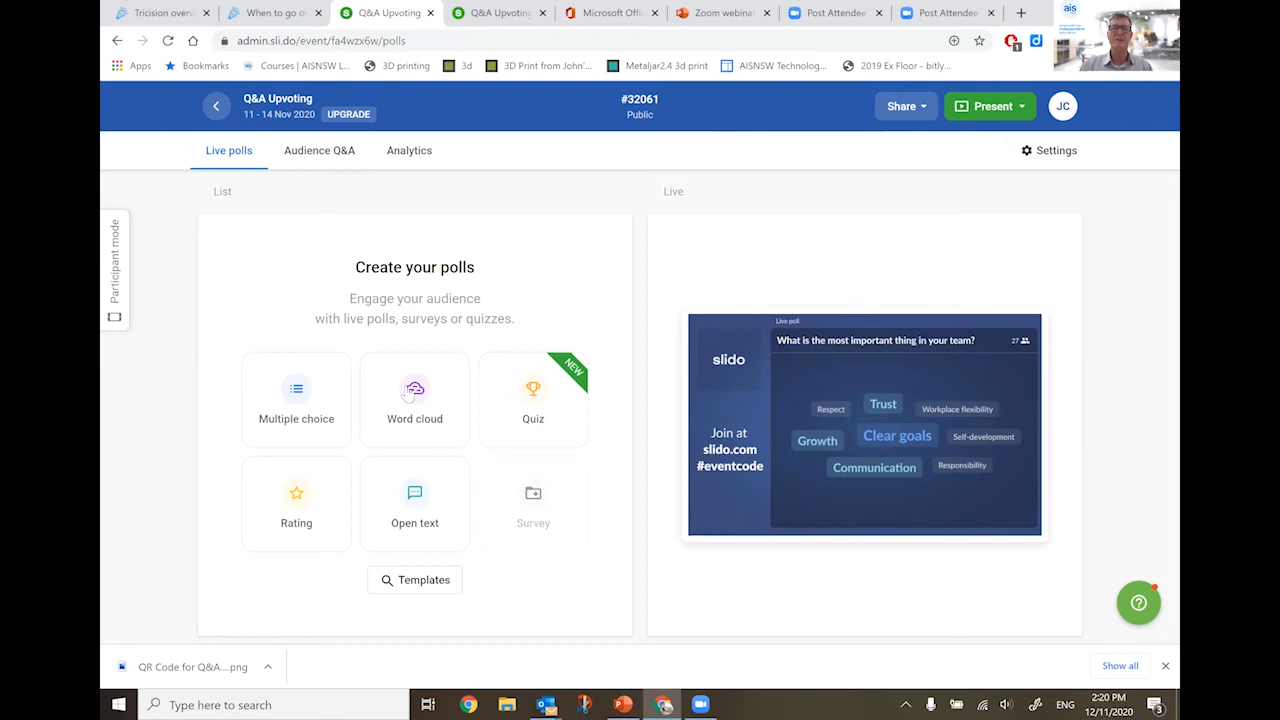 Tricision overv
When to go o
Q&A Upvoting
Q&A Upvoting
Microsoft Offi
Zoom webina
Post Attendee
Post Attendee
ais
admin.slido.com/event/fa4wzx6w/polls
Apps
Bookmarks
Courses | AISNSW L...
3D printing
3D Print from John'...
Metaljar2.4 3d print
AISNSW Technolog...
2019 Ex Floor - bitly...
Q&A Upvoting
11 - 14 Nov 2020
UPGRADE
#32061
Public
Share
Present
JC
Live polls
Audience Q&A
Analytics
Settings
List
Live
Participant mode
Create your polls
Engage your audience
with live polls, surveys or quizzes.
Multiple choice
Word cloud
Quiz
NEW
Rating
Open text
Survey
Templates
Live poll
slido
What is the most important thing in your team?
27
Respect
Trust
Workplace flexibility
Growth
Clear goals
Self-development
Communication
Responsibility
Join at
slido.com
#eventcode
QR Code for Q&A....png
Show all
Type here to search
ENG
2:20 PM
12/11/2020
3